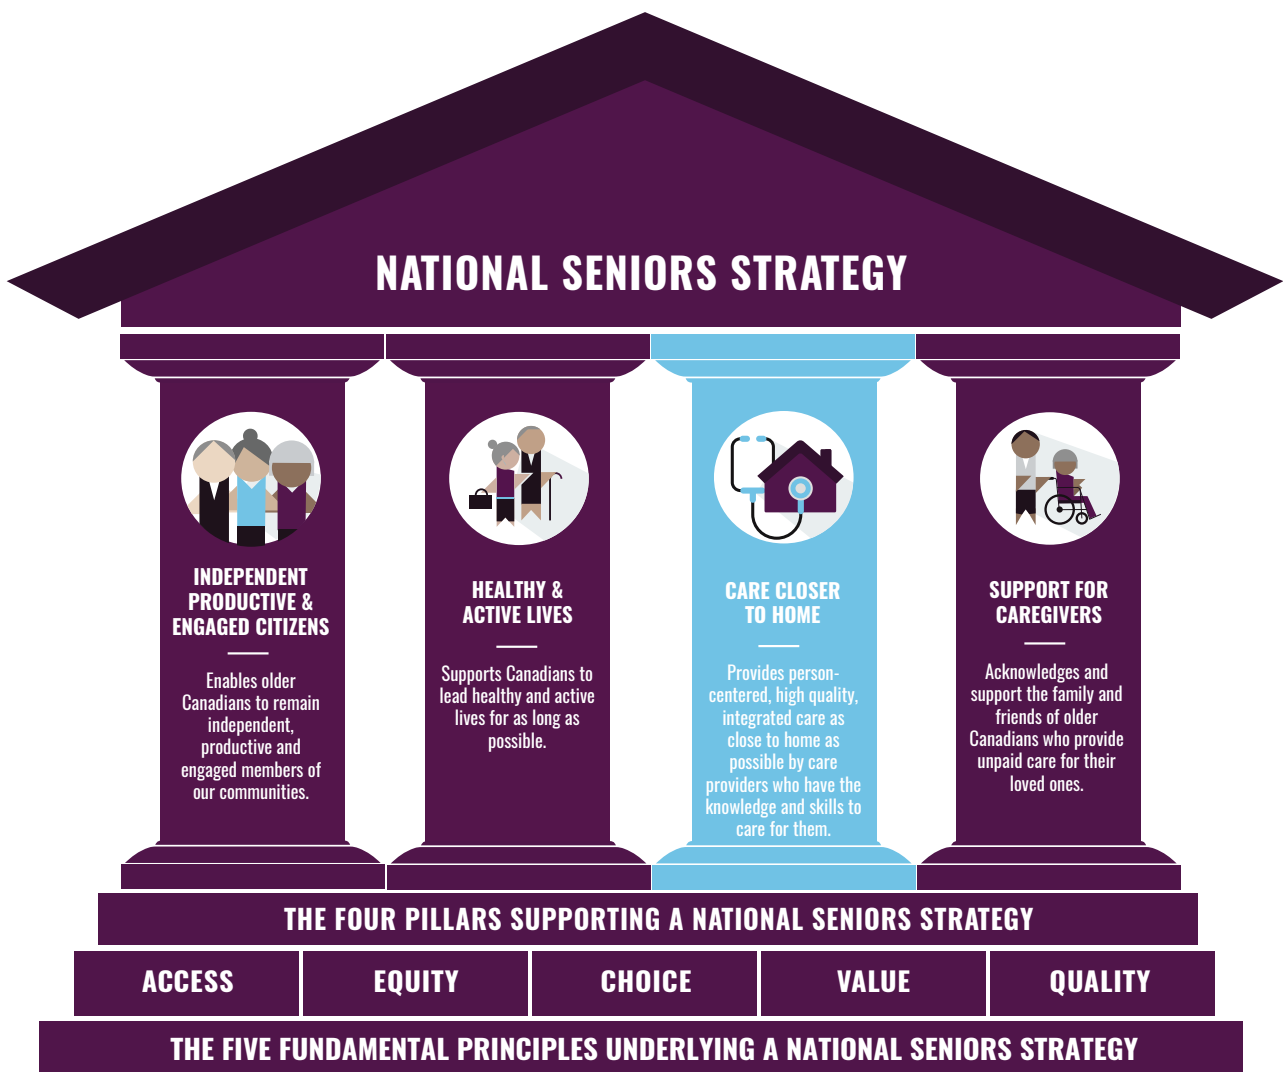 NATIONAL SENIORS STRATEGY
INDEPENDENT
PRODUCTIVE &
ENGAGED CITIZENS
Enables older
Canadians to remain
independent,
productive and
engaged members of
our communities.
HEALTHY &
ACTIVE LIVES
Supports Canadians to
lead healthy and active
lives for as long as
possible.
CARE CLOSER
TO HOME
Provides person-
centered, high quality,
integrated care as
close to home as
possible by care
providers who have the
knowledge and skills to
care for them.
SUPPORT FOR
CAREGIVERS
Acknowledges and
support the family and
friends of older
Canadians who provide
unpaid care for their
loved ones.
THE FOUR PILLARS SUPPORTING A NATIONAL SENIORS STRATEGY
ACCESS
EQUITY
CHOICE
VALUE
QUALITY
THE FIVE FUNDAMENTAL PRINCIPLES UNDERLYING A NATIONAL SENIORS STRATEGY